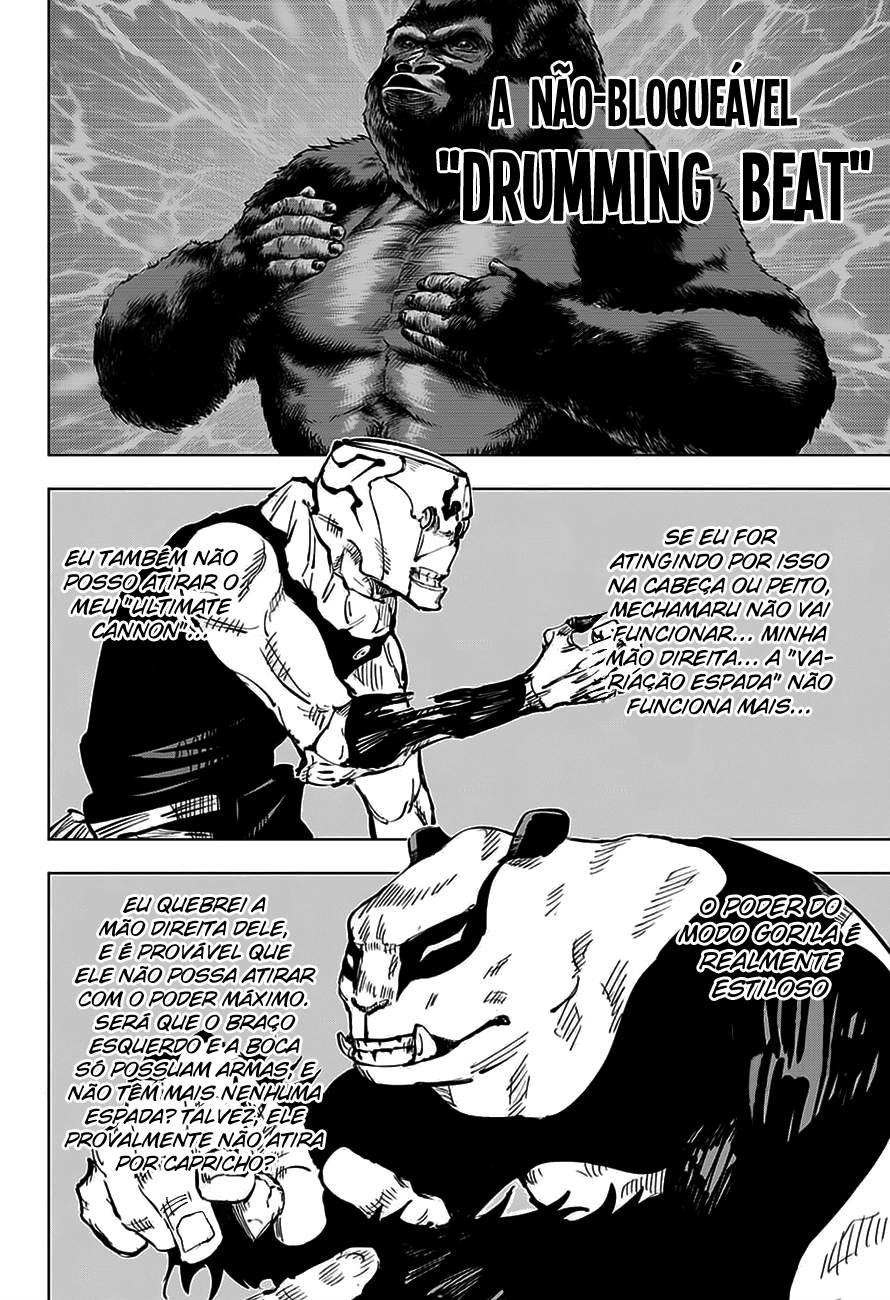 A NÃO-BLOQUEÁVEL
"DRUMMING BEAT"
SE EU FOR
ATINGINDO POR ISSO
NA CABEÇA OU PEITO,
MECHAMARU NÃO VAI
FUNCIONAR... MINHA
MÃO DIREITA... A "VA-
RIAÇÃO ESPADA" NÃO
FUNCIONA MAIS...
EU TAMBÉM NÃO
POSSO ATIRAR O
MEU "ULTIMATE
CANNON"...
O PODER DO
MODO GORILA É
REALMENTE
ESTILOSO
EU QUEBREI A
MÃO DIREITA DELE,
E É PROVÁVEL QUE
ELE NÃO POSSA ATIRAR
COM O PODER MÁXIMO.
SERÁ QUE O BRAÇO
ESQUERDO E A BOCA
SÓ POSSUAM ARMAS, E
NÃO TÊM MAIS NENHUMA
ESPADA? TALVEZ, ELE
PROVALMENTE NÃO ATIRA
POR CAPRICHO?